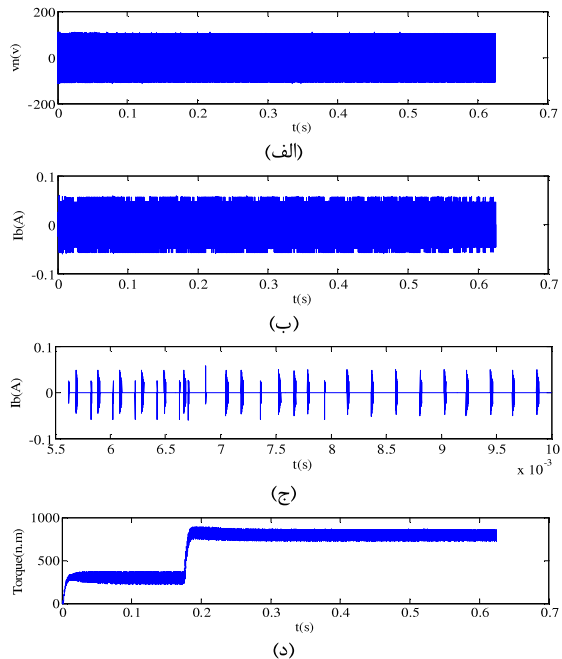 200
vn(v)
0
-200
0 0.1 0.2 0.3 0.4 0.5 0.6 0.7
t(s)
(الف)
0.1
Ib(A)
0
-0.1
0 0.1 0.2 0.3 0.4 0.5 0.6 0.7
t(s)
(ب)
0.1
Ib(A)
0
-0.1
5.5 6 6.5 7 7.5 8 8.5 9 9.5 10
t(s)
x 10^-3
(ج)
1000
Torque(n.m)
500
0
0 0.1 0.2 0.3 0.4 0.5 0.6 0.7
t(s)
(د)